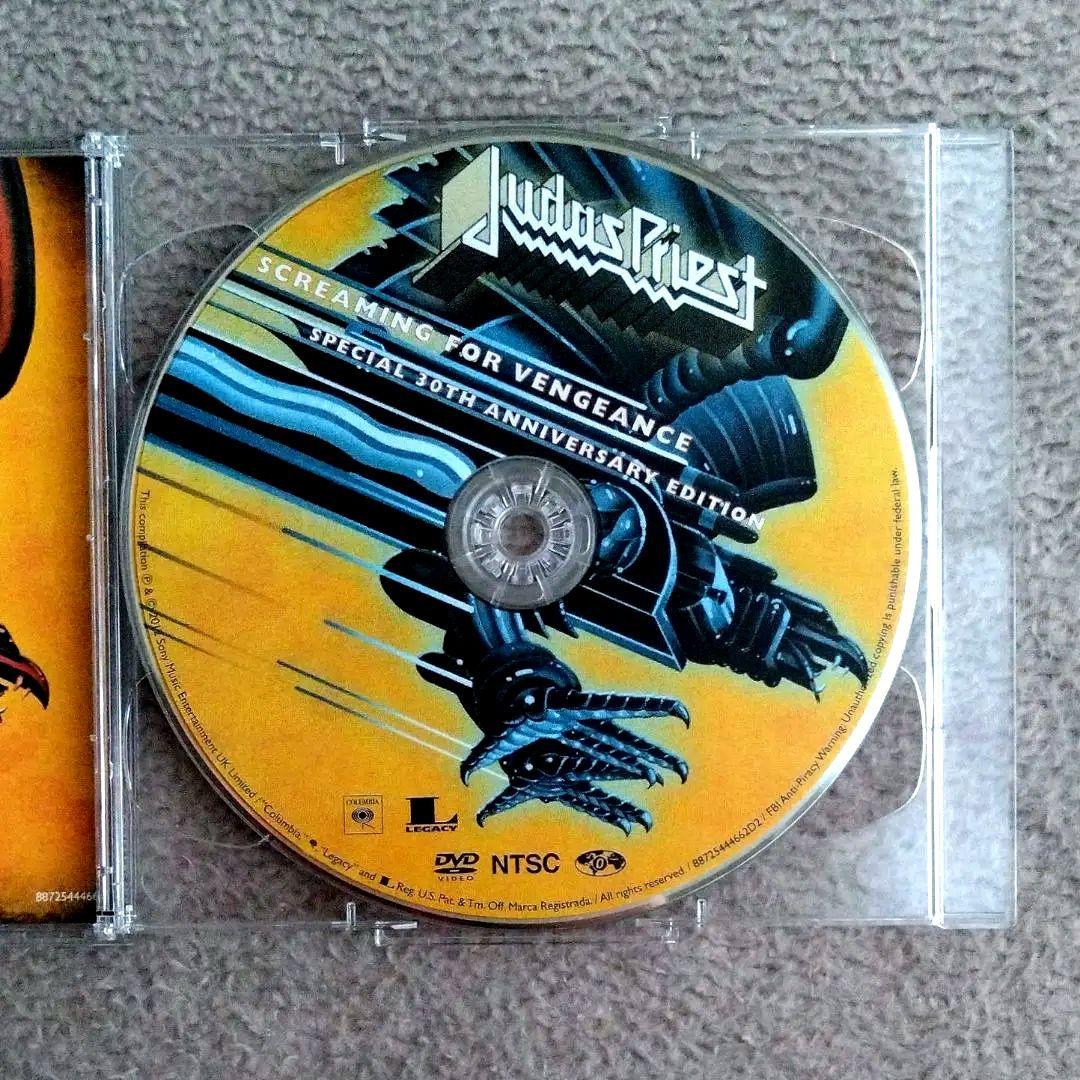 Judas Priest
SCREAMING FOR VENGEANCE
SPECIAL 30TH ANNIVERSARY EDITION
COLUMBIA
L
LEGACY
DVD
VIDEO
NTSC
0
This compilation ℗ & © 2012 Sony Music Entertainment UK Limited / "Columbia," "Legacy" and L Reg. U.S. Pat. & Tm. Off. Marca Registrada. / All rights reserved / 88725444662D2 / FBI Anti-Piracy Warning: Unauthorized copying is punishable under federal law.
8872544466